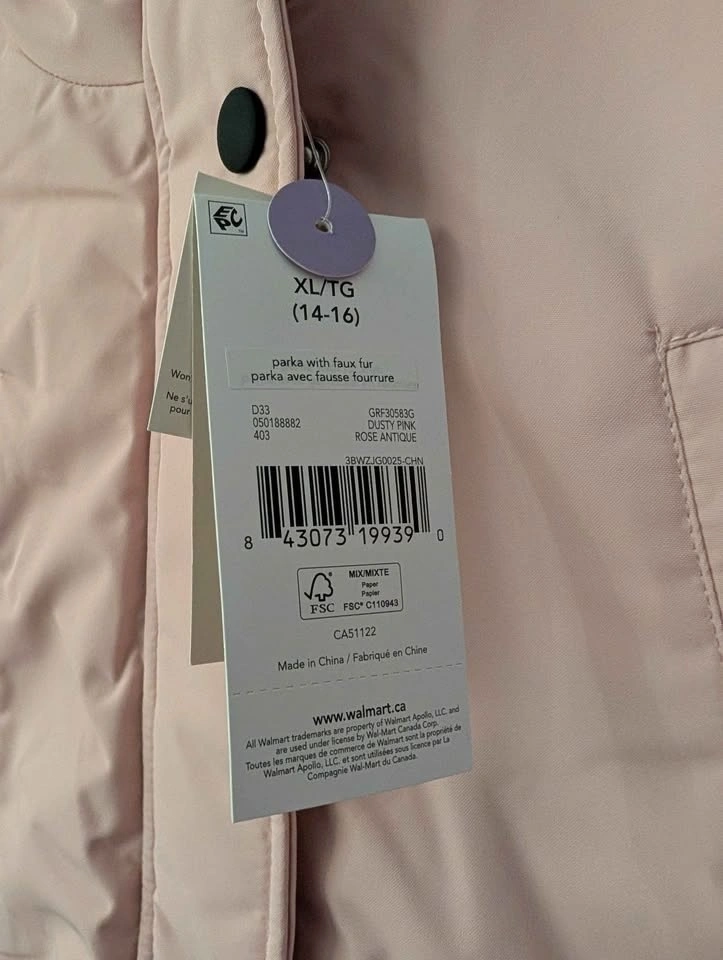 EPC
XL/TG
(14-16)
parka with faux fur
parka avec fausse fourrure
D33
050188882
403
GRF30583G
DUSTY PINK
ROSE ANTIQUE
3BWZJG0025-CHN
8 43073 19939 0
FSC
MIX/MIXTE
Paper
Papier
FSC® C110943
CA51122
Made in China / Fabriqué en Chine
www.walmart.ca
All Walmart trademarks are property of Walmart Apollo, LLC. and
are used under license by Wal-Mart Canada Corp.
Toutes les marques de commerce de Walmart sont la propriété de
Walmart Apollo, LLC. et sont utilisées sous licence par La
Compagnie Wal-Mart du Canada.
Won
Ne s'u
pour